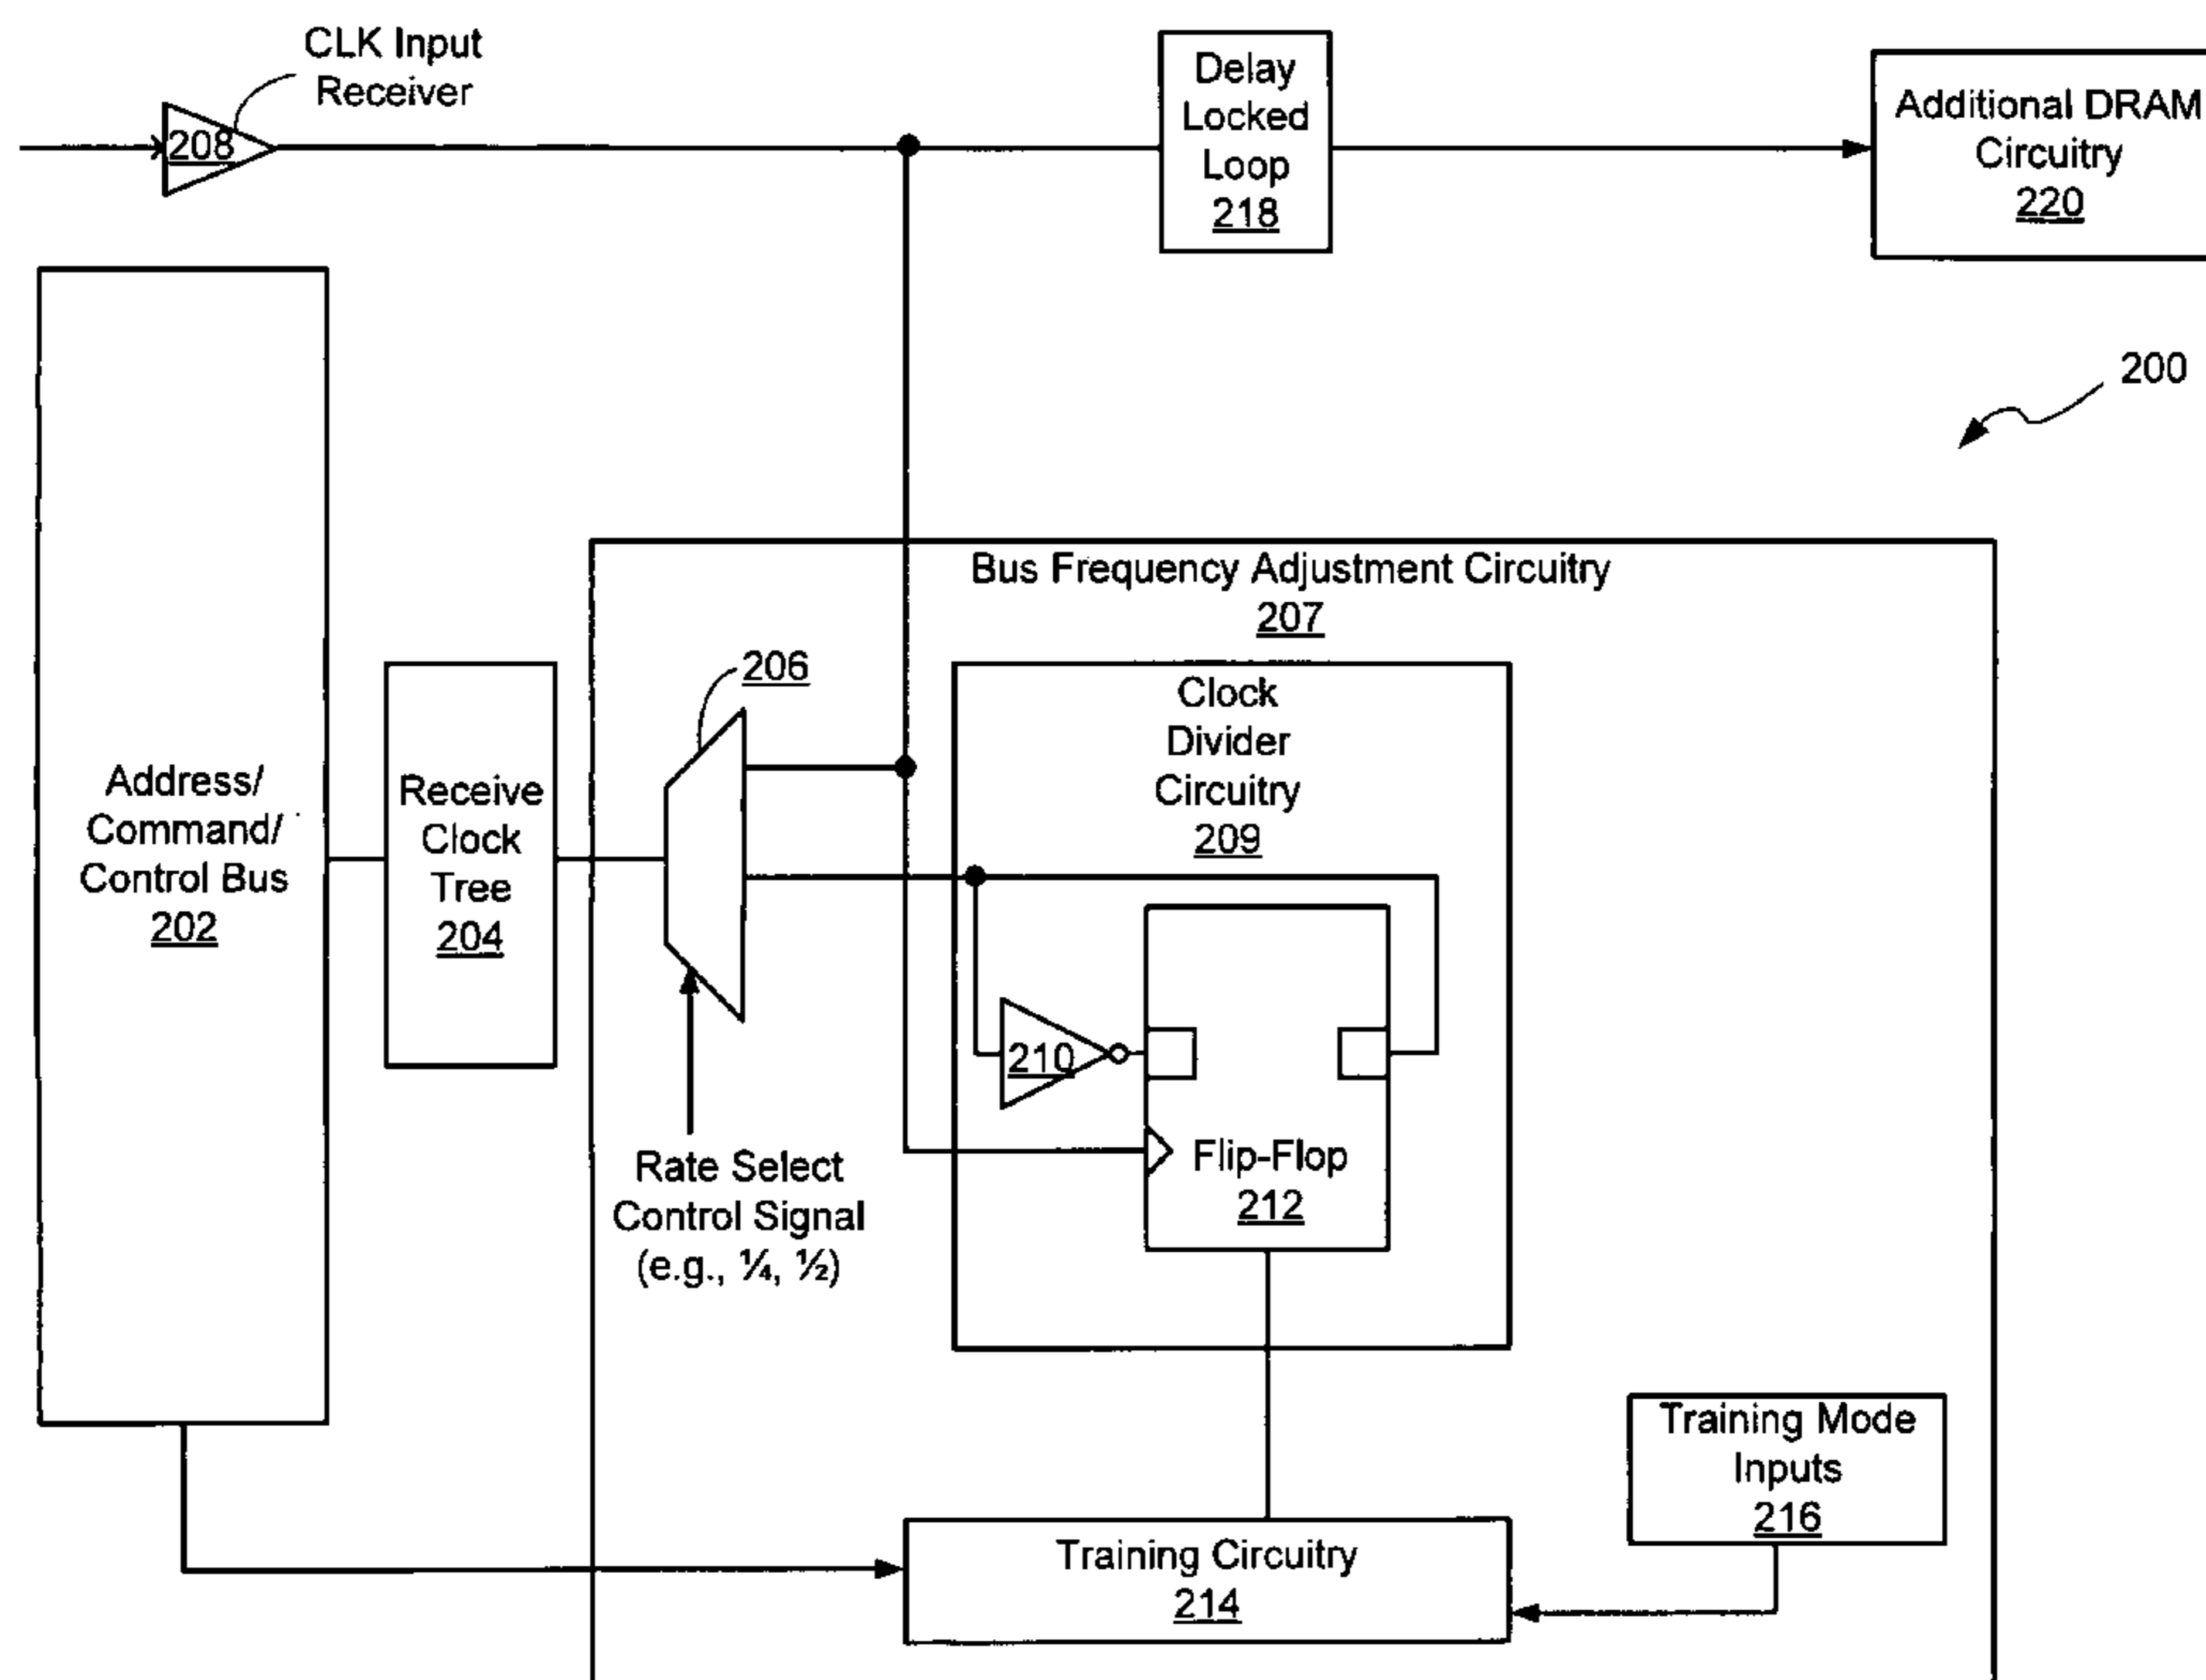 CLK Input
Receiver
208
Delay
Locked
Loop
218
Additional DRAM
Circuitry
220
200
Bus Frequency Adjustment Circuitry
207
206
Clock
Divider
Circuitry
209
Address/
Command/
Control Bus
202
Receive
Clock
Tree
204
210
Flip-Flop
212
Rate Select
Control Signal
(e.g., ¼, ½)
Training Mode
Inputs
216
Training Circuitry
214